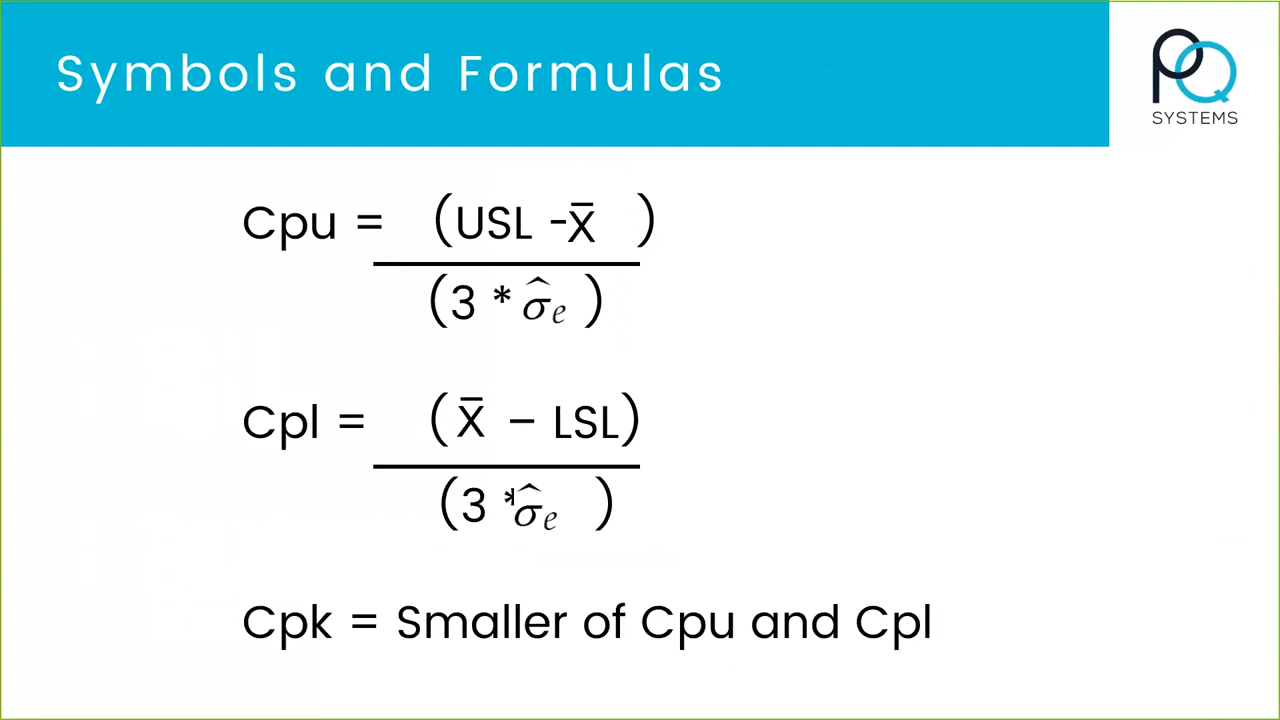 Symbols and Formulas
PQ
SYSTEMS
Cpu = (USL - X̅ )
(3 * σ̂e )
Cpl = ( X̅ – LSL)
(3 * σ̂e )
Cpk = Smaller of Cpu and Cpl